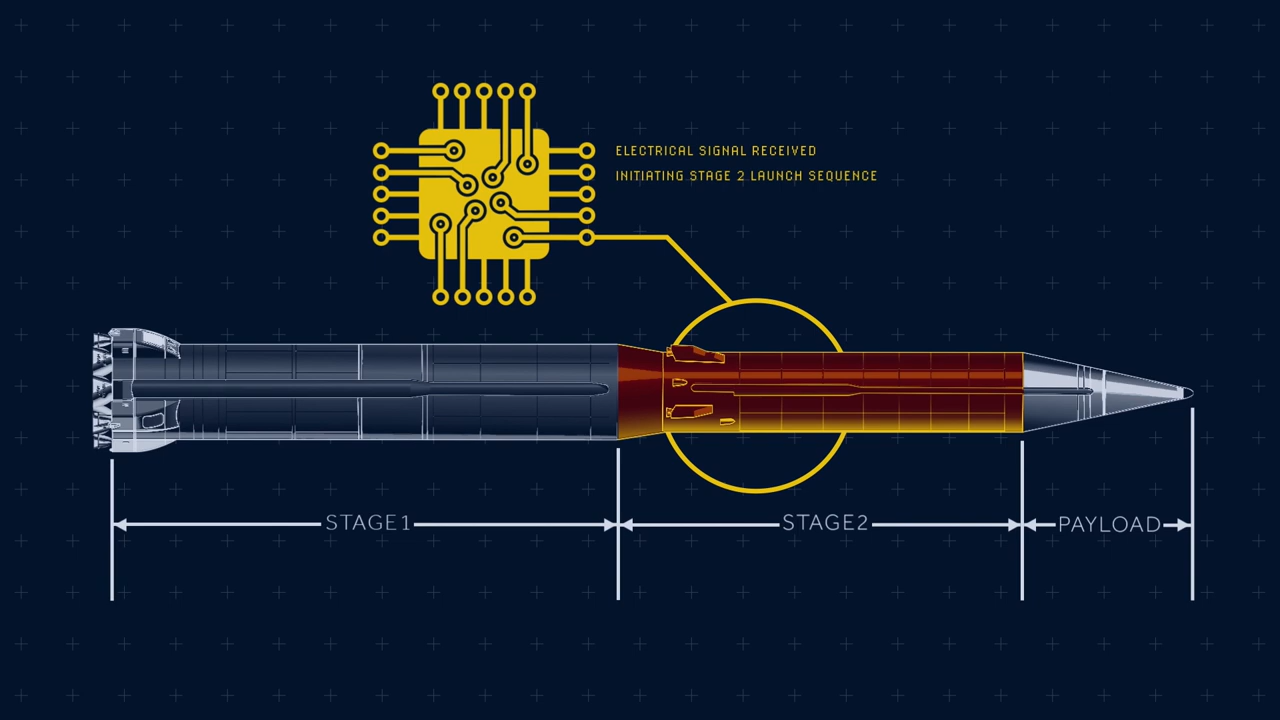 ELECTRICAL SIGNAL RECEIVED
INITIATING STAGE 2 LAUNCH SEQUENCE
STAGE1
STAGE2
PAYLOAD